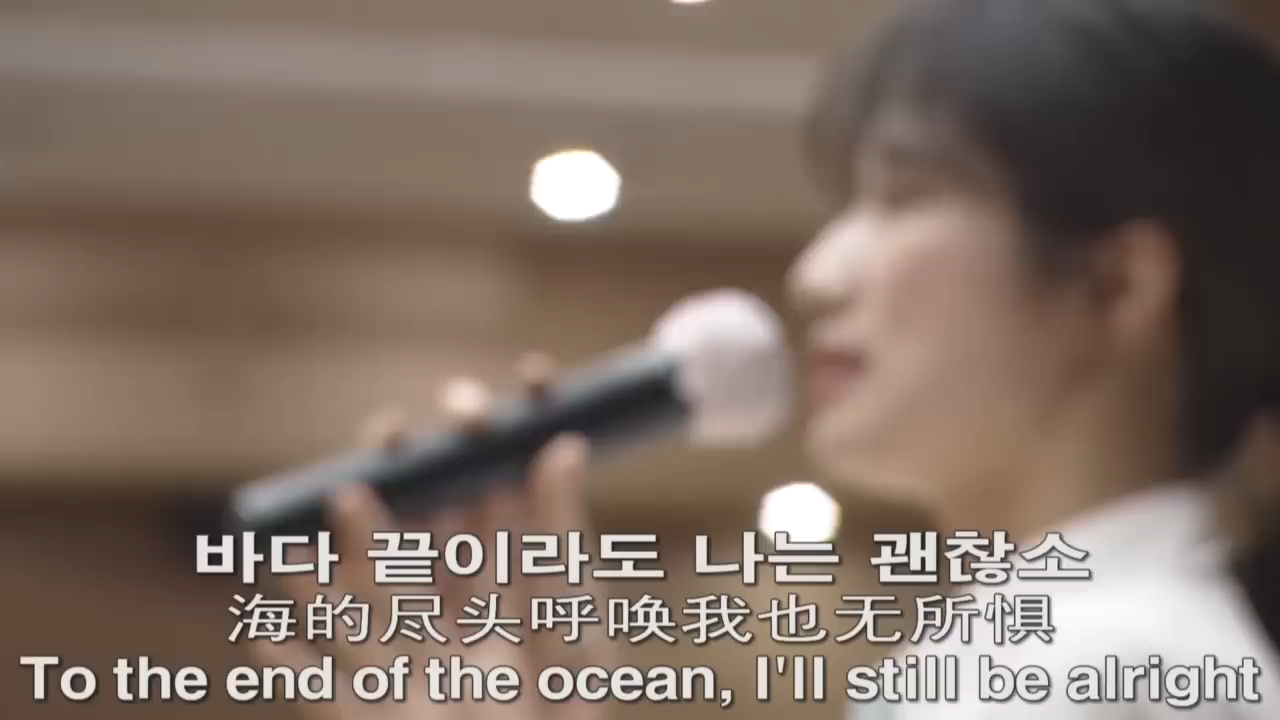 바다 끝이라도 나는 괜찮소
海的尽头呼唤我也无所惧
To the end of the ocean, I'll still be alright